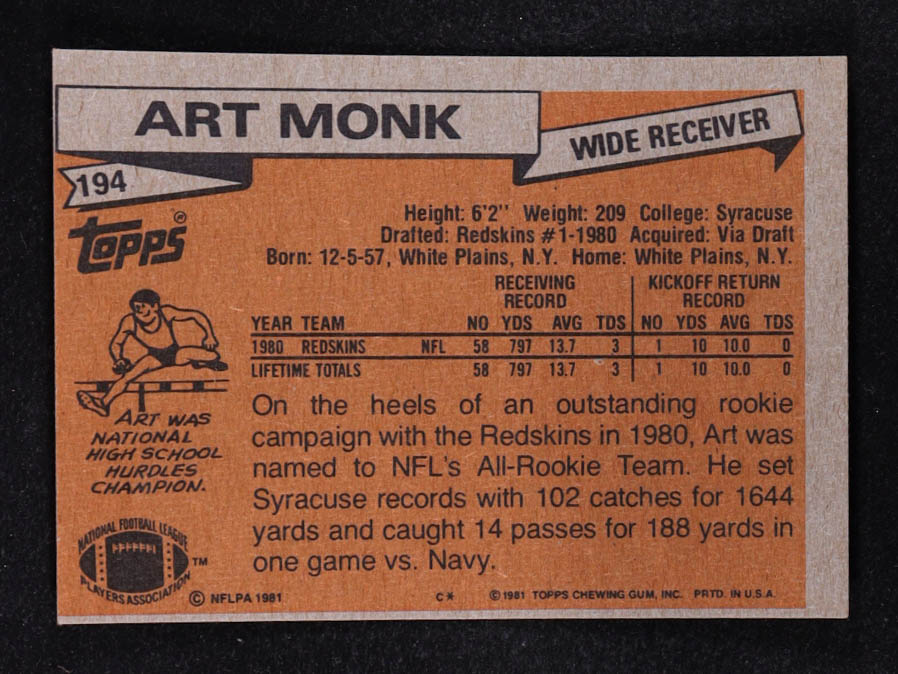 ART MONK
WIDE RECEIVER
194
Topps®
Height: 6'2'' Weight: 209 College: Syracuse
Drafted: Redskins #1-1980 Acquired: Via Draft
Born: 12-5-57, White Plains, N.Y. Home: White Plains, N.Y.
RECEIVING RECORD KICKOFF RETURN RECORD
YEAR TEAM NO YDS AVG TDS NO YDS AVG TDS
1980 REDSKINS NFL 58 797 13.7 3 1 10 10.0 0
LIFETIME TOTALS 58 797 13.7 3 1 10 10.0 0
ART WAS
NATIONAL
HIGH SCHOOL
HURDLES
CHAMPION.
On the heels of an outstanding rookie
campaign with the Redskins in 1980, Art was
named to NFL's All-Rookie Team. He set
Syracuse records with 102 catches for 1644
yards and caught 14 passes for 188 yards in
one game vs. Navy.
NATIONAL FOOTBALL LEAGUE
PLAYERS ASSOCIATION
™
© NFLPA 1981 C* © 1981 TOPPS CHEWING GUM, INC. PRTD. IN U.S.A.